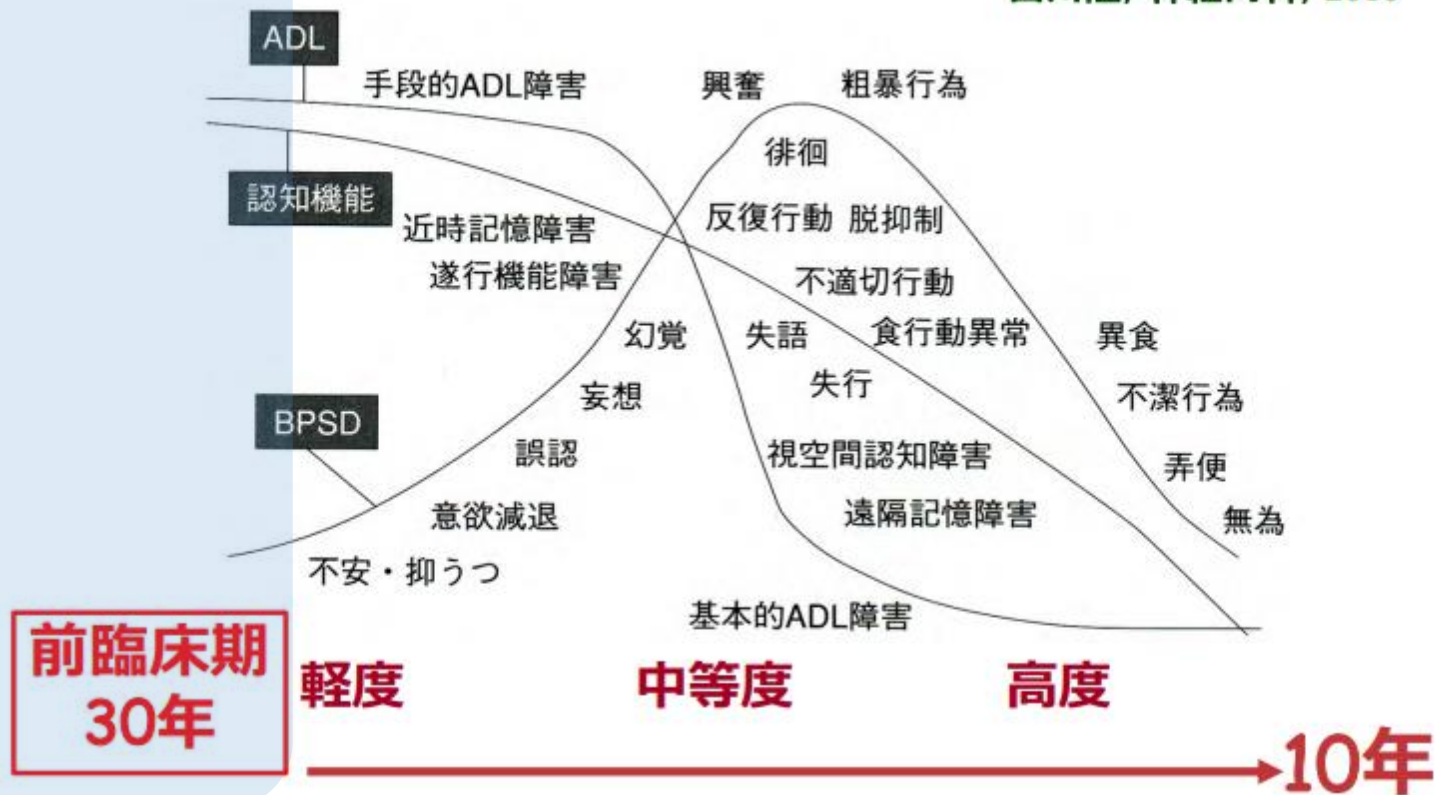 ADL
手段的ADL障害
興奮
粗暴行為
徘徊
認知機能
近時記憶障害
反復行動 脱抑制
遂行機能障害
不適切行動
幻覚
失語
食行動異常
異食
妄想
失行
不潔行為
BPSD
誤認
視空間認知障害
弄便
意欲減退
遠隔記憶障害
無為
不安・抑うつ
基本的ADL障害
前臨床期
30年
軽度
中等度
高度
10年